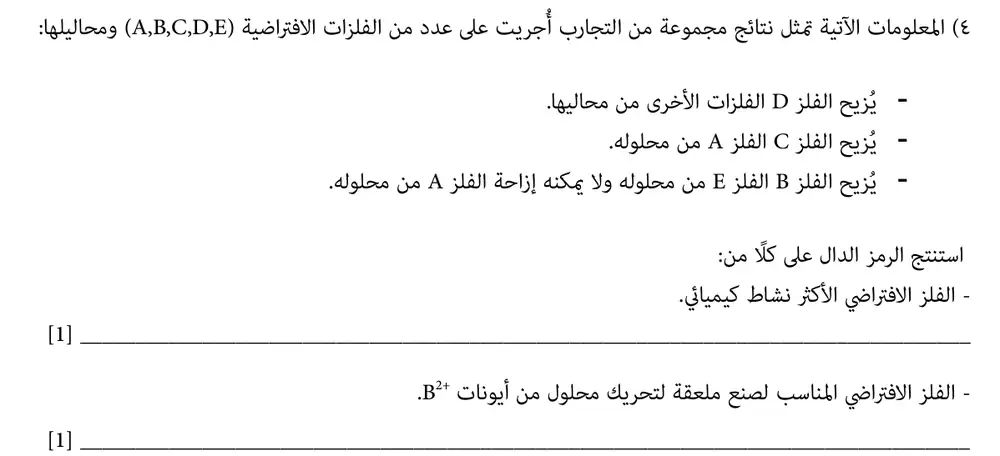 ٤) المعلومات الآتية تمثل نتائج مجموعة من التجارب أُجريت على عدد من الفلزات الافتراضية (A,B,C,D,E) ومحاليلها:
- يُزيح الفلز D الفلزات الأخرى من محاليها.
- يُزيح الفلز C الفلز A من محلوله.
- يُزيح الفلز B الفلز E من محلوله ولا يمكنه إزاحة الفلز A من محلوله.
استنتج الرمز الدال على كلًا من:
- الفلز الافتراضي الأكثر نشاط كيميائي.
[1] ____________________
- الفلز الافتراضي المناسب لصنع ملعقة لتحريك محلول من أيونات B²⁺.
[1] ____________________